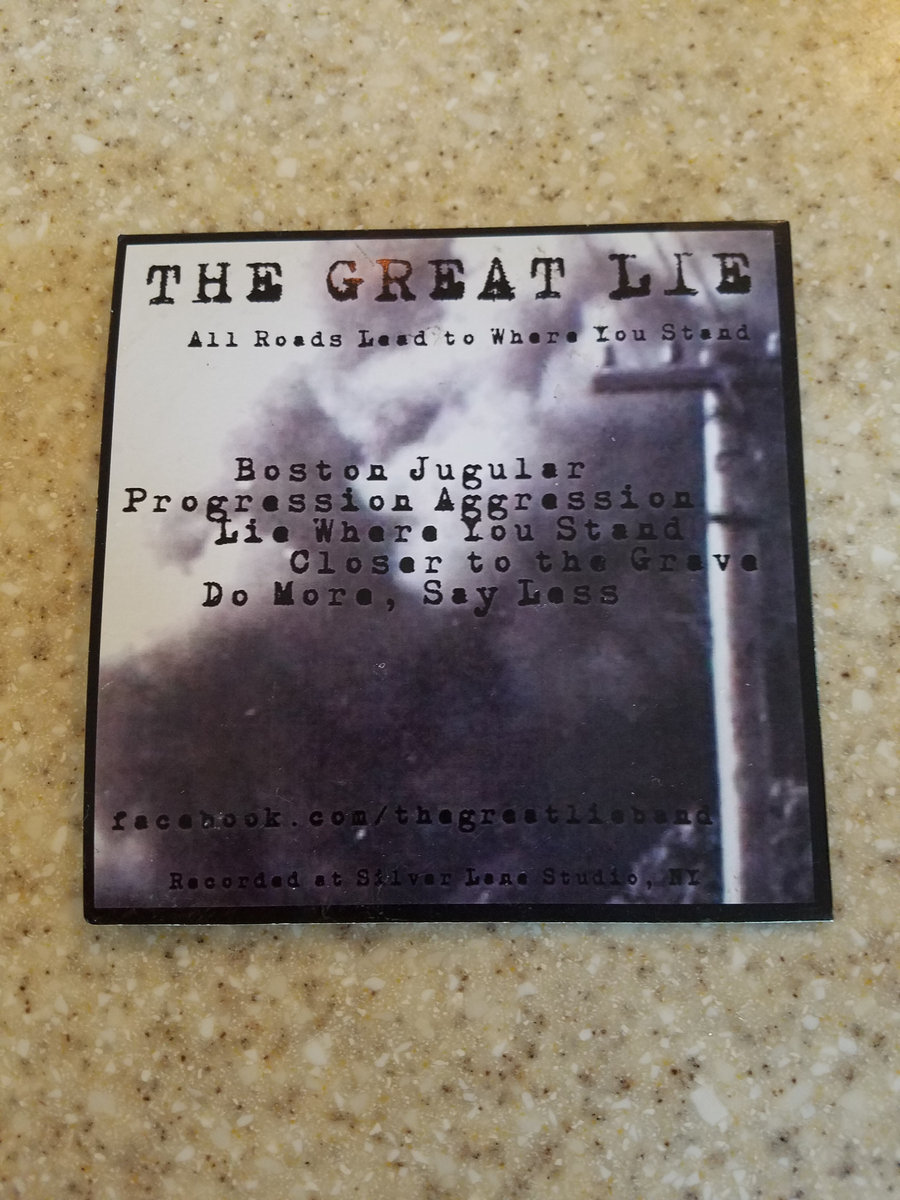 THE GREAT LIE
All Roads Lead to Where You Stand
Boston Jugular
Progression Aggression
Lie Where You Stand
Closer to the Grave
Do More, Say Less
facebook.com/thegreatlieband
Recorded at Silver Lane Studio, NY